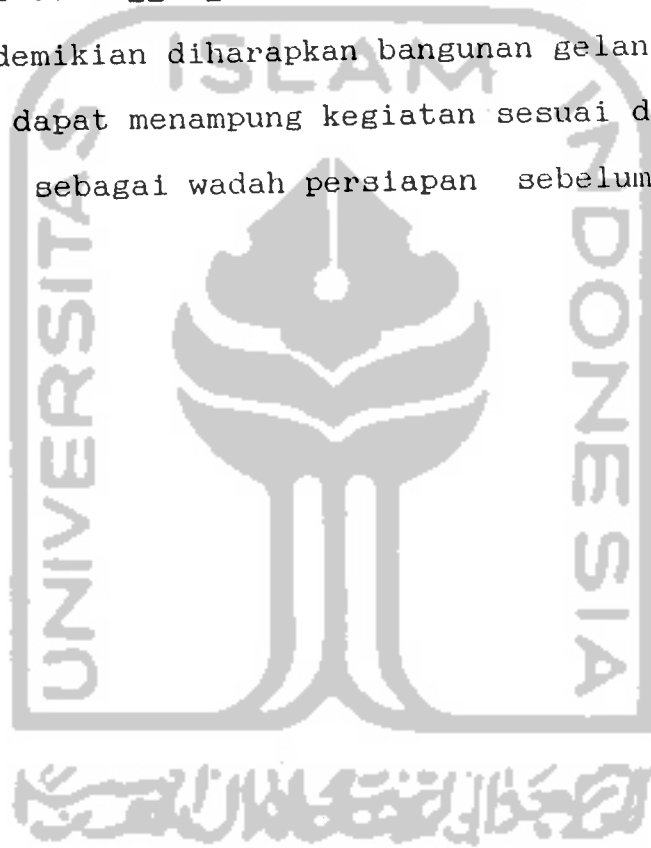 demikian diharapkan bangunan gelan
dapat menampung kegiatan sesuai d
sebagai wadah persiapan sebelum
ISLAM
UNIVERSITAS
INDONESIA